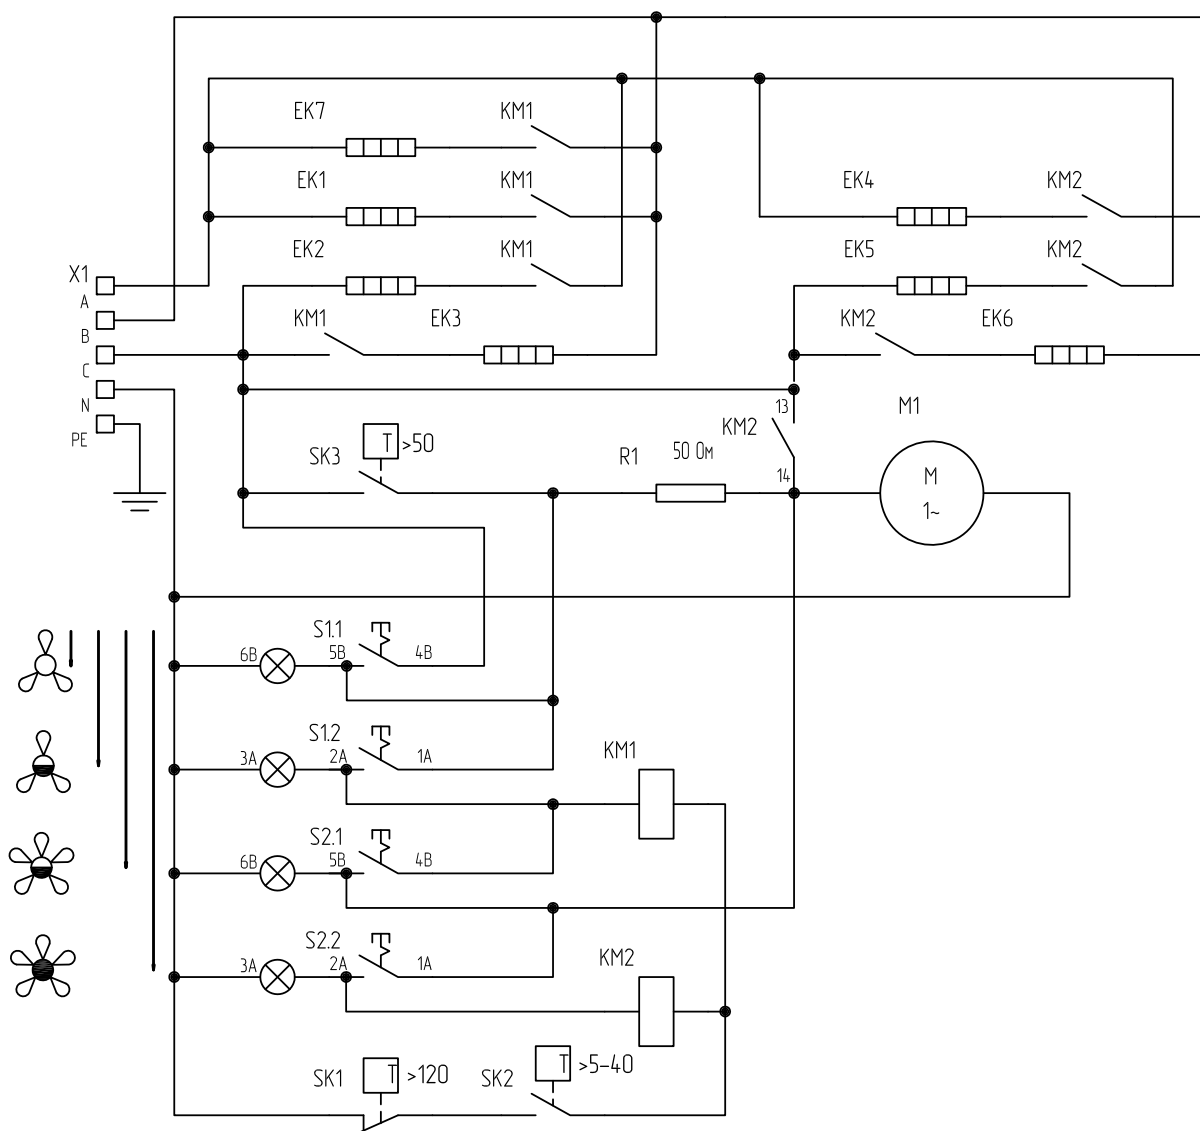 EK7 KM1
EK1 KM1 EK4 KM2
EK2 KM1 EK5 KM2
X1
A
KM1 EK3 KM2 EK6
B
C
N
PE
13
KM2
14
M1
SK3 T >50
R1 50 Ом
M
1~
S1.1
6B 5B 4B
S1.2
3A 2A 1A
KM1
S2.1
6B 5B 4B
S2.2
3A 2A 1A
KM2
SK1 T >120
SK2 T >5-40